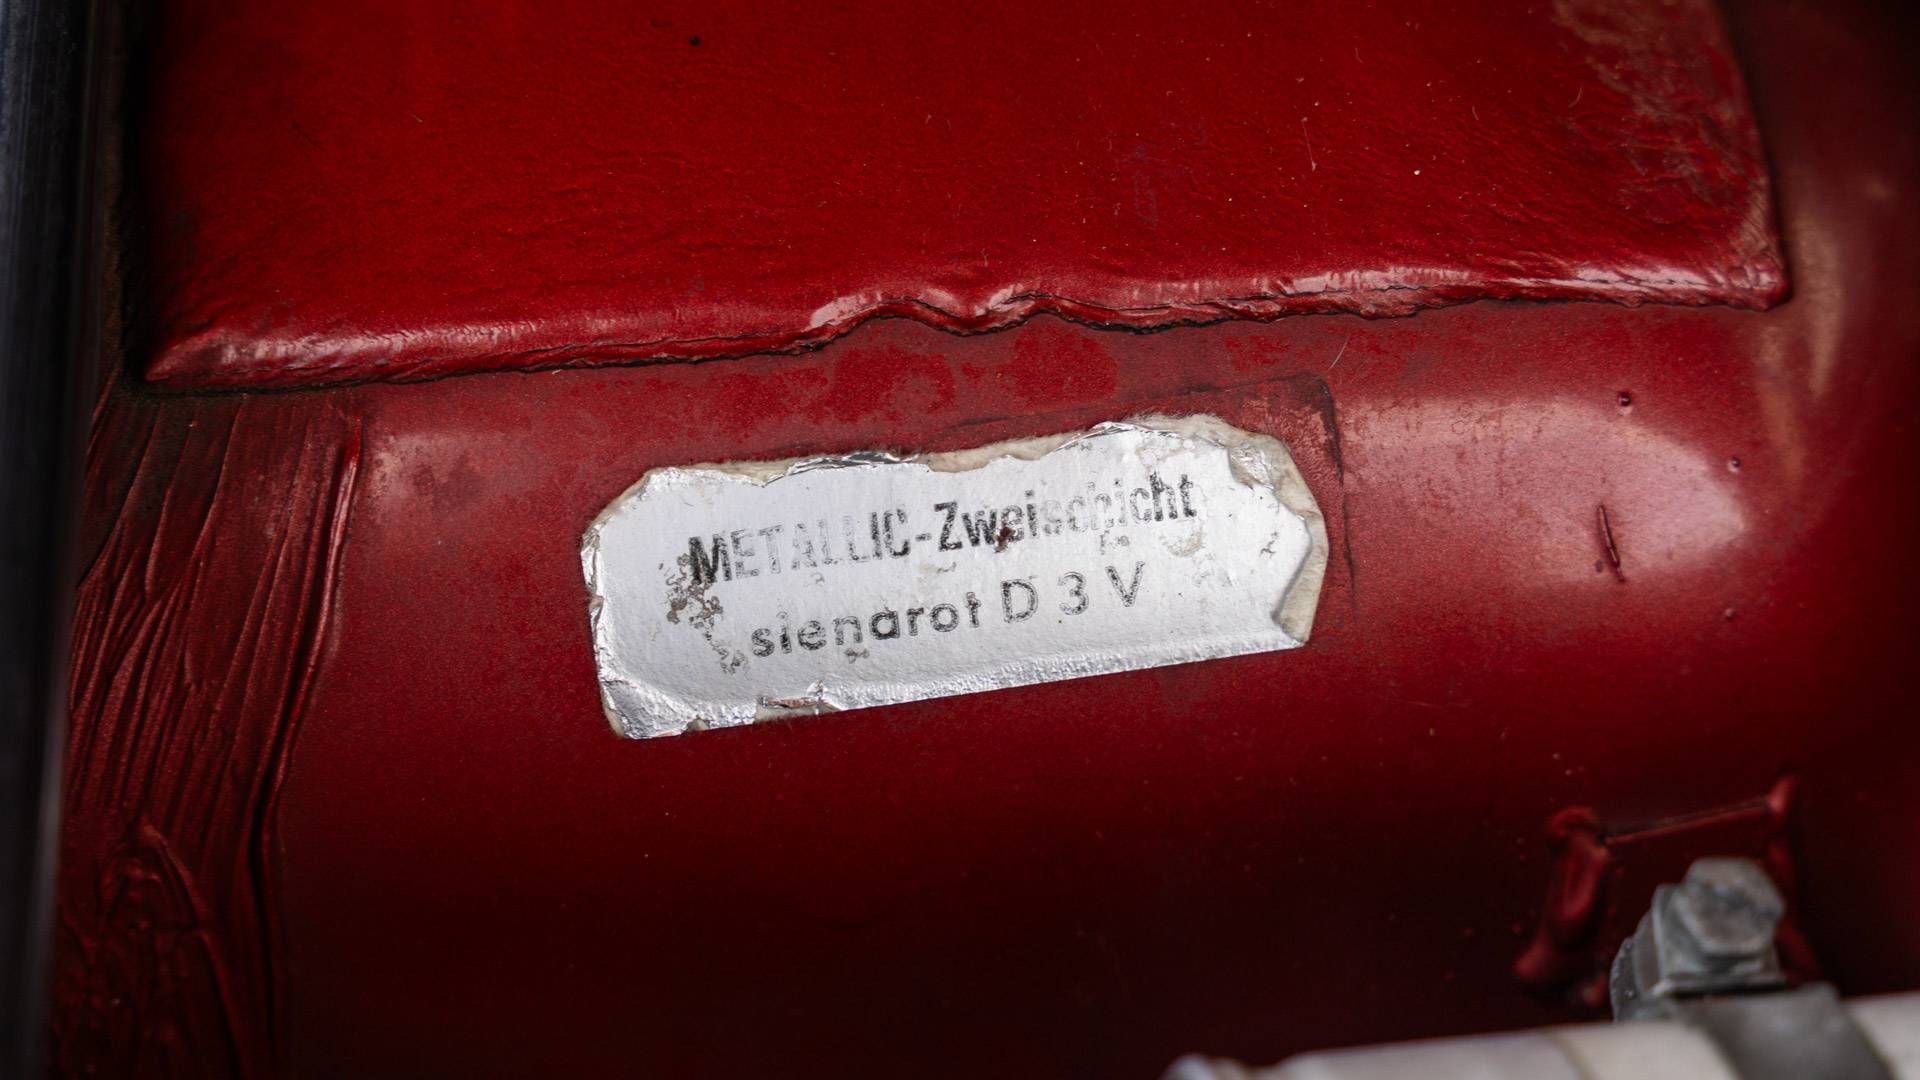 METALLIC-Zweischicht
sienarot D 3 V